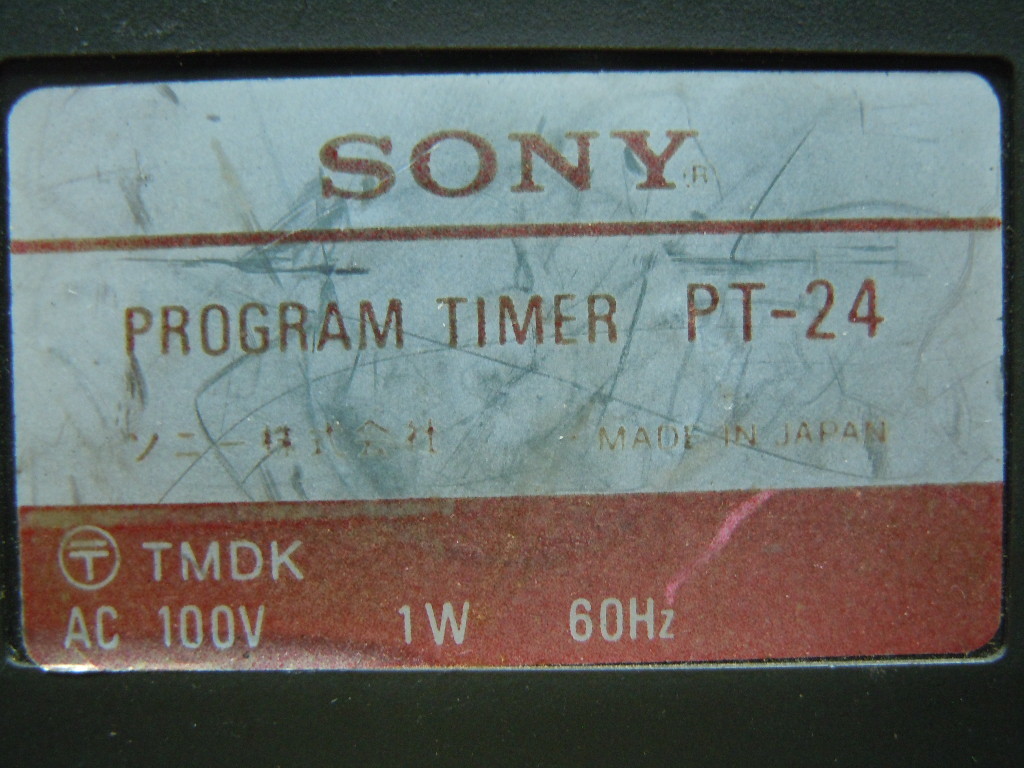 SONY®
PROGRAM TIMER PT-24
ソニー株式会社 MADE IN JAPAN
〒 TMDK
AC 100V 1W 60Hz